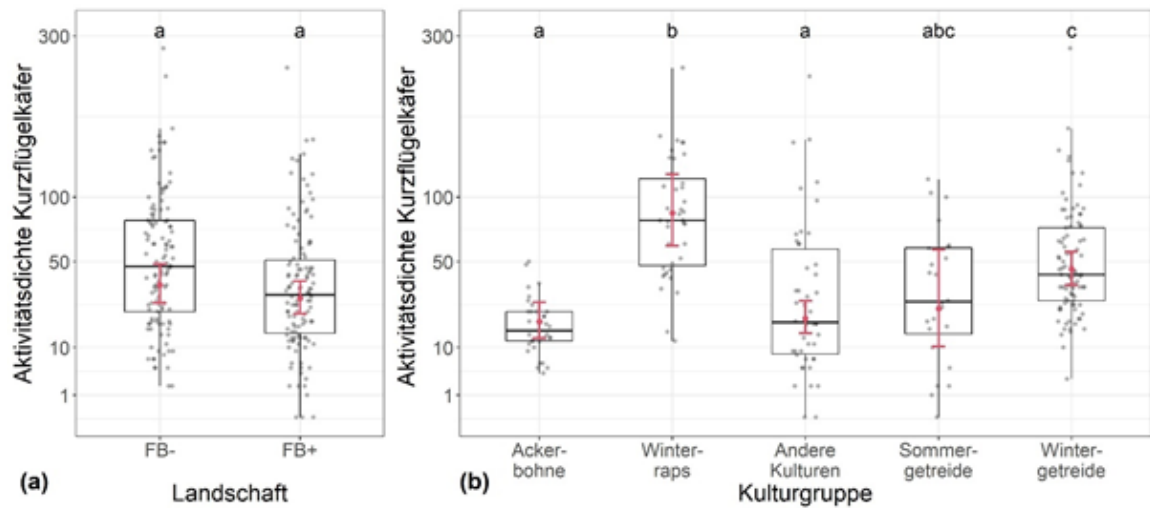 Aktivitätsdichte Kurzflügelkäfer
300
100
50
10
1
a
a
FB-
FB+
(a)
Landschaft
Aktivitätsdichte Kurzflügelkäfer
300
100
50
10
1
a
b
a
abc
c
Acker-
bohne
Winter-
raps
Andere
Kulturen
Sommer-
getreide
Winter-
getreide
(b)
Kulturgruppe